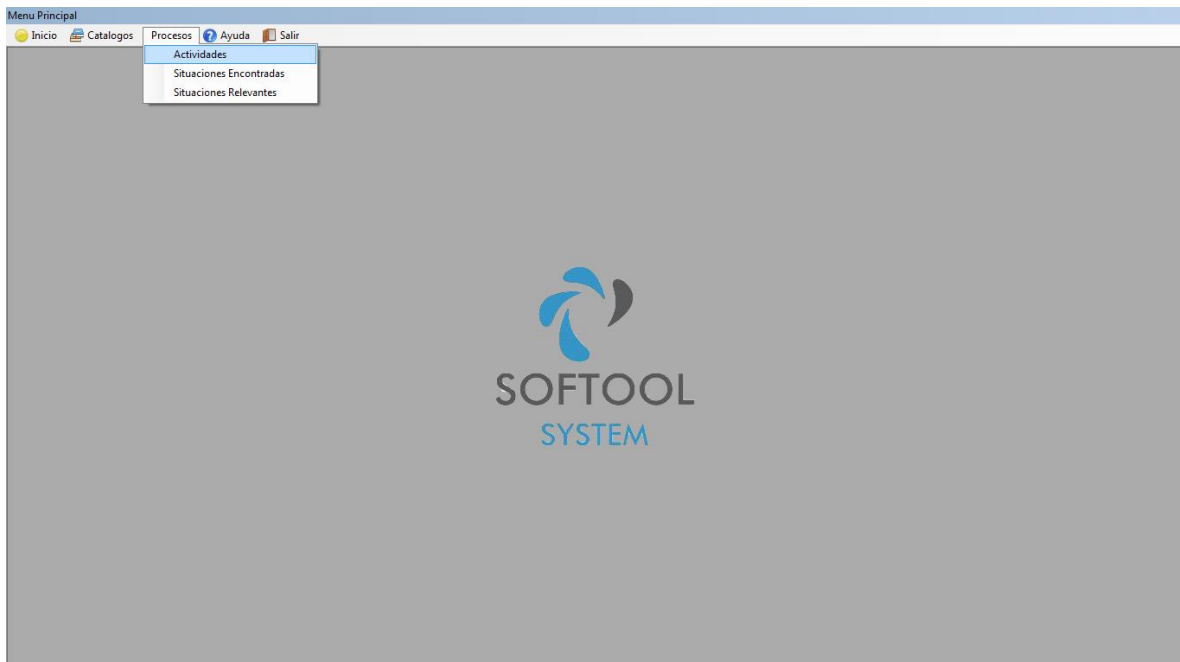 Menu Principal
Inicio Catalogos Procesos Ayuda Salir
Actividades
Situaciones Encontradas
Situaciones Relevantes
SOFTOOL
SYSTEM